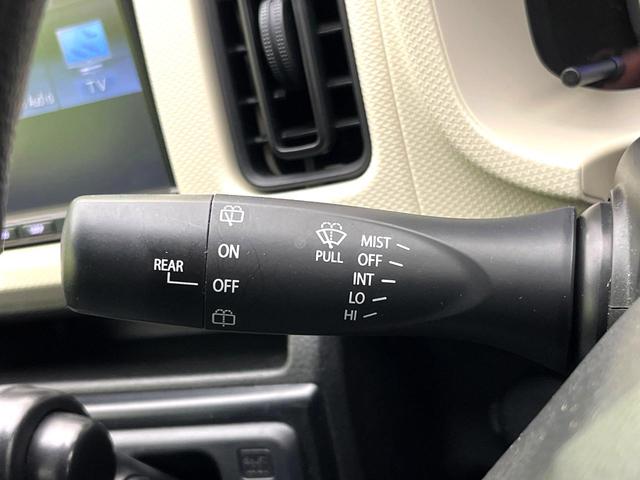 TV
MIST
ON
OFF
PULL
INT
REAR
OFF
LO
HI